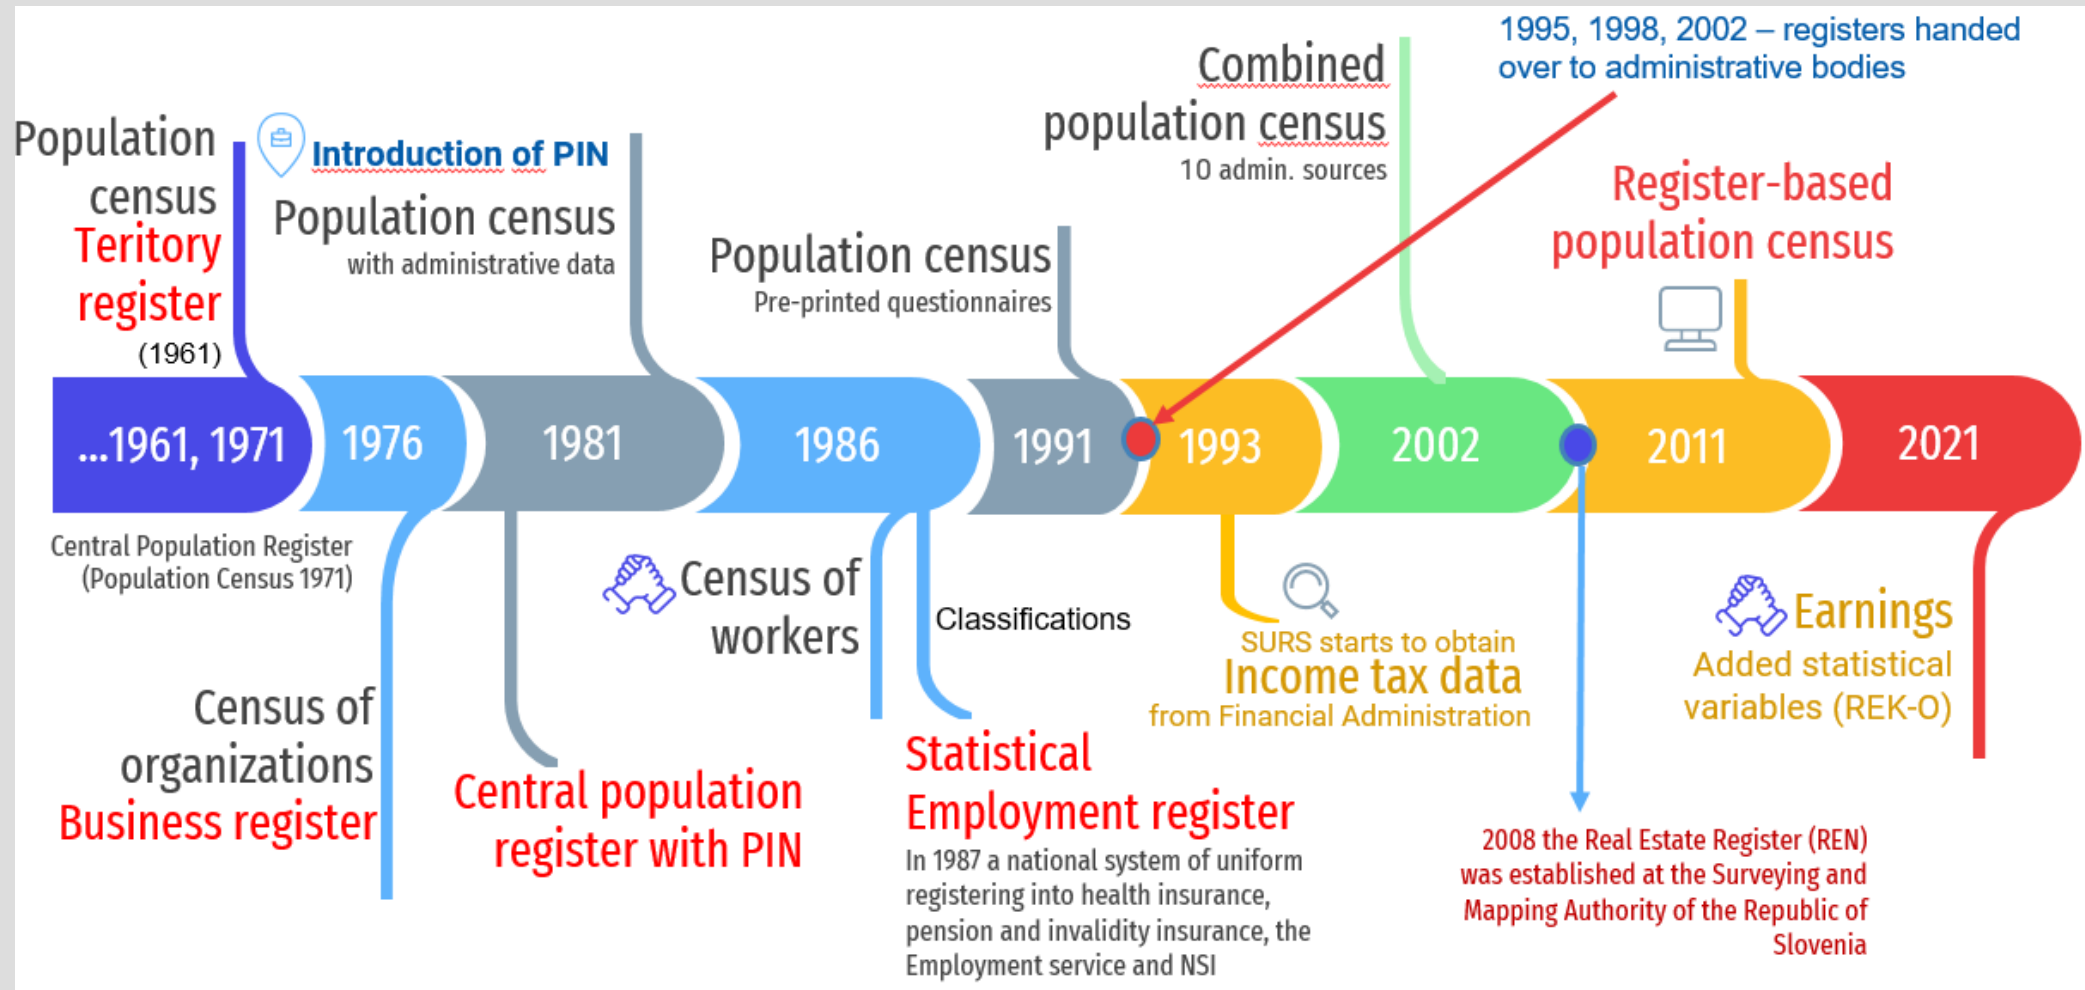 Population
census
Teritory
register
(1961)
Introduction of PIN
Population census
with administrative data
Population census
Pre-printed questionnaires
Combined
population census
10 admin. sources
1995, 1998, 2002 – registers handed
over to administrative bodies
Register-based
population census
...1961, 1971
1976
1981
1986
1991
1993
2002
2011
2021
Central Population Register
(Population Census 1971)
Census of
organizations
Business register
Central population
register with PIN
Census of
workers
Classifications
Statistical
Employment register
In 1987 a national system of uniform
registering into health insurance,
pension and invalidity insurance, the
Employment service and NSI
SURS starts to obtain
Income tax data
from Financial Administration
2008 the Real Estate Register (REN)
was established at the Surveying and
Mapping Authority of the Republic of
Slovenia
Earnings
Added statistical
variables (REK-O)